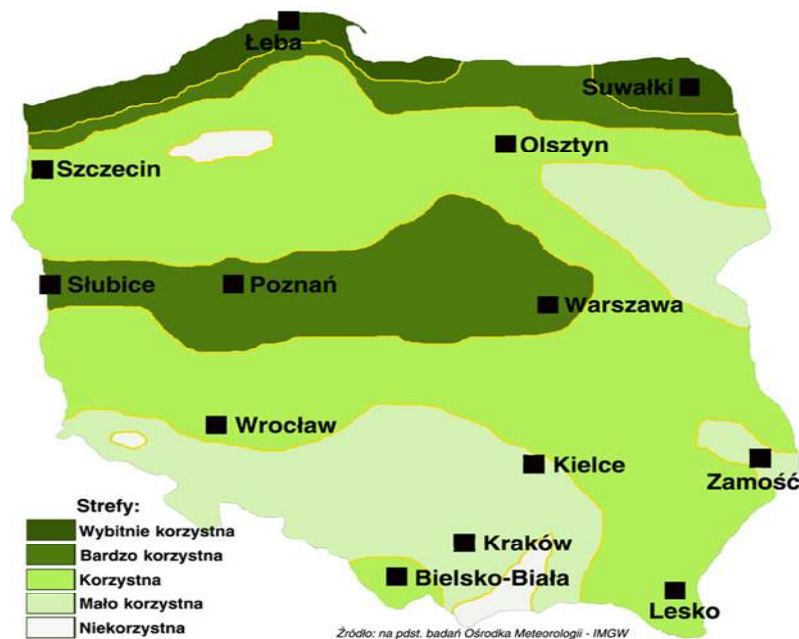 Łeba
Suwałki
Olsztyn
Szczecin
Słubice
Poznań
Warszawa
Wrocław
Kielce
Zamość
Kraków
Bielsko-Biała
Lesko
Strefy:
Wybitnie korzystna
Bardzo korzystna
Korzystna
Mało korzystna
Niekorzystna
Źródło: na pdst. badań Ośrodka Meteorologii - IMGW